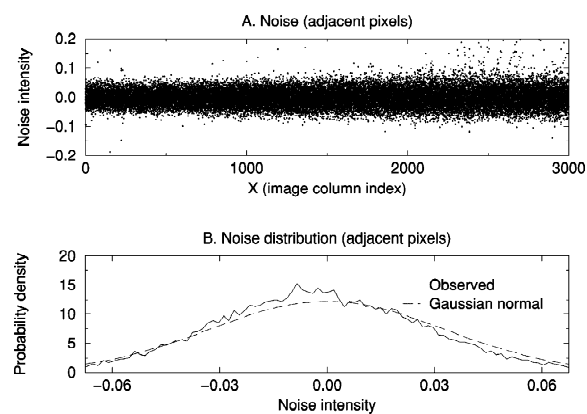 A. Noise (adjacent pixels)
0.2
0.1
0.0
−0.1
−0.2
Noise intensity
0 1000 2000 3000
X (image column index)
B. Noise distribution (adjacent pixels)
20
15
10
5
0
Probability density
Observed
Gaussian normal
−0.06 −0.03 0.00 0.03 0.06
Noise intensity